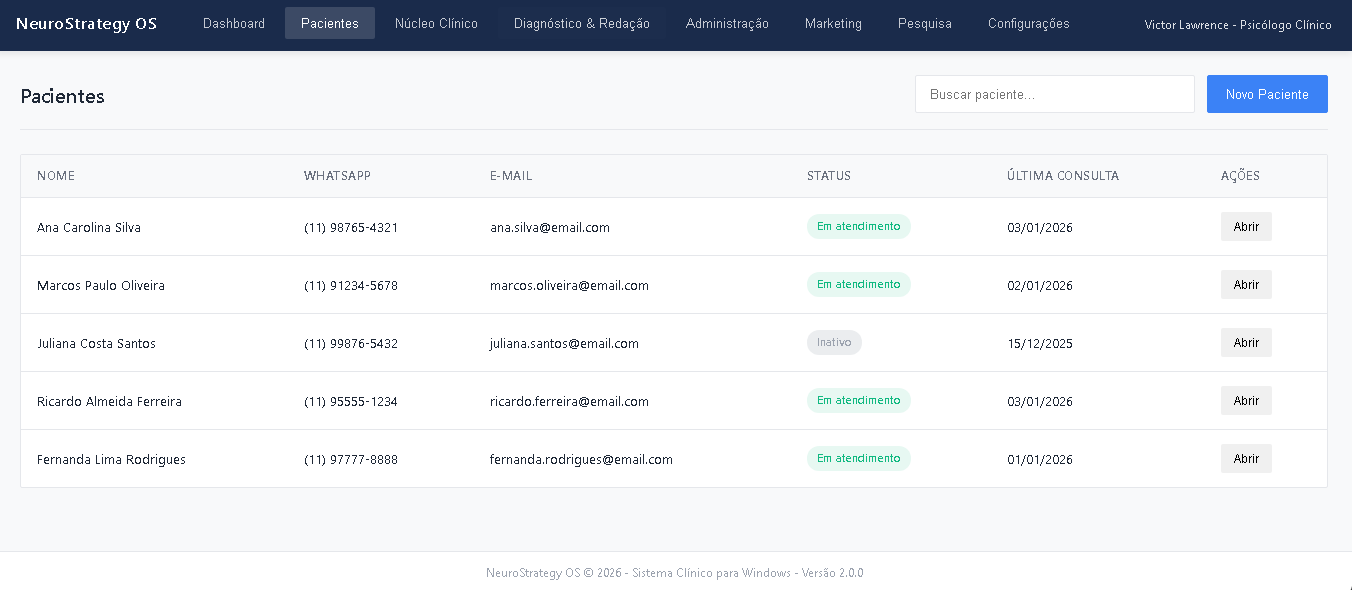 NeuroStrategy OS Dashboard Pacientes Núcleo Clínico Diagnóstico & Redação Administração Marketing Pesquisa Configurações Victor Lawrence - Psicólogo Clínico
Pacientes Buscar paciente... Novo Paciente
NOME WHATSAPP E-MAIL STATUS ÚLTIMA CONSULTA AÇÕES
Ana Carolina Silva (11) 98765-4321 ana.silva@email.com Em atendimento 03/01/2026 Abrir
Marcos Paulo Oliveira (11) 91234-5678 marcos.oliveira@email.com Em atendimento 02/01/2026 Abrir
Juliana Costa Santos (11) 99876-5432 juliana.santos@email.com Inativo 15/12/2025 Abrir
Ricardo Almeida Ferreira (11) 95555-1234 ricardo.ferreira@email.com Em atendimento 03/01/2026 Abrir
Fernanda Lima Rodrigues (11) 97777-8888 fernanda.rodrigues@email.com Em atendimento 01/01/2026 Abrir
NeuroStrategy OS © 2026 - Sistema Clínico para Windows - Versão 2.0.0